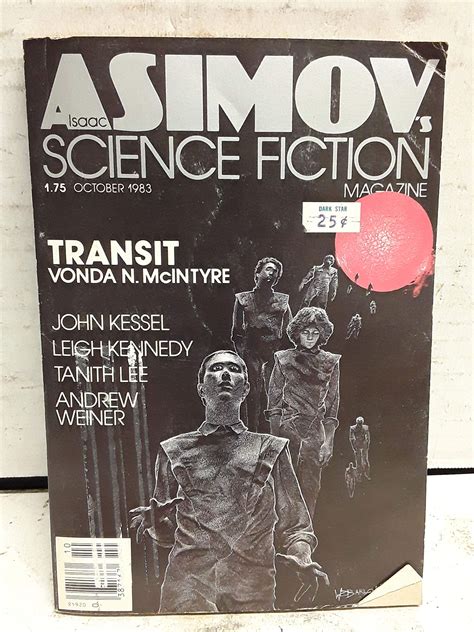 Isaac ASIMOV's
SCIENCE FICTION
MAGAZINE
1.75 OCTOBER 1983
DARK STAR
25¢
TRANSIT
VONDA N. McINTYRE
JOHN KESSEL
LEIGH KENNEDY
TANITH LEE
ANDREW
WEINER
10